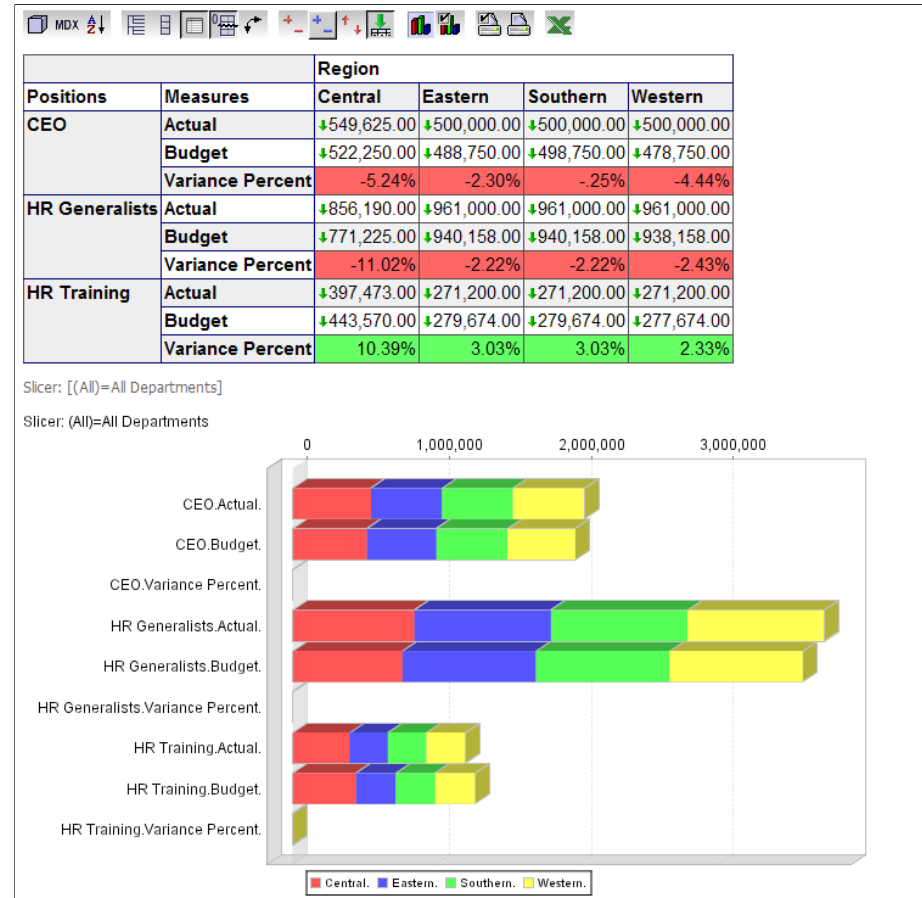 MDX A Z
Region
Positions Measures Central Eastern Southern Western
CEO Actual 549,625.00 500,000.00 500,000.00 500,000.00
Budget 522,250.00 488,750.00 498,750.00 478,750.00
Variance Percent -5.24% -2.30% -.25% -4.44%
HR Generalists Actual 856,190.00 961,000.00 961,000.00 961,000.00
Budget 771,225.00 940,158.00 940,158.00 938,158.00
Variance Percent -11.02% -2.22% -2.22% -2.43%
HR Training Actual 397,473.00 271,200.00 271,200.00 271,200.00
Budget 443,570.00 279,674.00 279,674.00 277,674.00
Variance Percent 10.39% 3.03% 3.03% 2.33%
Slicer: [(All)=All Departments]
Slicer: (All)=All Departments
0 1,000,000 2,000,000 3,000,000
CEO.Actual.
CEO.Budget.
CEO.Variance Percent.
HR Generalists.Actual.
HR Generalists.Budget.
HR Generalists.Variance Percent.
HR Training.Actual.
HR Training.Budget.
HR Training.Variance Percent.
Central. Eastern. Southern. Western.